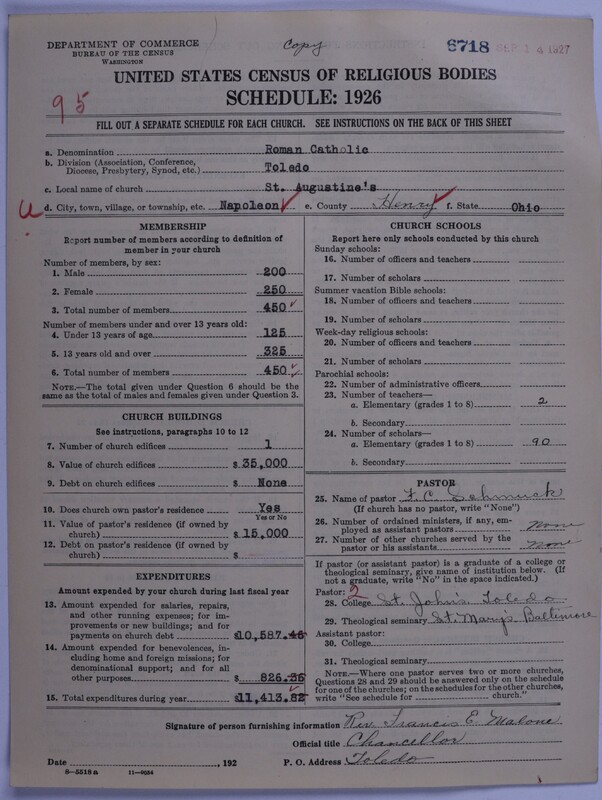 DEPARTMENT OF COMMERCE
BUREAU OF THE CENSUS
WASHINGTON
Copy
6718 SEP 14 1927
UNITED STATES CENSUS OF RELIGIOUS BODIES
SCHEDULE: 1926
95
FILL OUT A SEPARATE SCHEDULE FOR EACH CHURCH. SEE INSTRUCTIONS ON THE BACK OF THIS SHEET
a. Denomination Roman Catholic
b. Division (Association, Conference, Diocese, Presbytery, Synod, etc.) Toledo
c. Local name of church St. Augustine's
u d. City, town, village, or township, etc. Napoleon e. County Henry f. State Ohio
MEMBERSHIP
Report number of members according to definition of
member in your church
Number of members, by sex:
1. Male 200
2. Female 250
3. Total number of members 450
Number of members under and over 13 years old:
4. Under 13 years of age 125
5. 13 years old and over 325
6. Total number of members 450
NOTE.—The total given under Question 6 should be the
same as the total of males and females given under Question 3.
CHURCH BUILDINGS
See instructions, paragraphs 10 to 12
7. Number of church edifices 1
8. Value of church edifices $ 35,000
9. Debt on church edifices $ None
10. Does church own pastor's residence Yes
Yes or No
11. Value of pastor's residence (if owned by
church) $ 15,000
12. Debt on pastor's residence (if owned by
church) $
EXPENDITURES
Amount expended by your church during last fiscal year
13. Amount expended for salaries, repairs,
and other running expenses; for im-
provements or new buildings; and for
payments on church debt $10,587.46
14. Amount expended for benevolences, in-
cluding home and foreign missions; for
denominational support; and for all
other purposes $ 826.36
15. Total expenditures during year $11,413.82
CHURCH SCHOOLS
Report here only schools conducted by this church
Sunday schools:
16. Number of officers and teachers
17. Number of scholars
Summer vacation Bible schools:
18. Number of officers and teachers
19. Number of scholars
Week-day religious schools:
20. Number of officers and teachers
21. Number of scholars
Parochial schools:
22. Number of administrative officers
23. Number of teachers—
a. Elementary (grades 1 to 8) 2
b. Secondary
24. Number of scholars—
a. Elementary (grades 1 to 8) 90
b. Secondary
PASTOR
25. Name of pastor F. C. Schmuck
(If church has no pastor, write "None")
26. Number of ordained ministers, if any, em-
ployed as assistant pastors none
27. Number of other churches served by the
pastor or his assistants none
If pastor (or assistant pastor) is a graduate of a college or
theological seminary, give name of institution below. (If
not a graduate, write "No" in the space indicated.)
Pastor: 2
28. College St. John's Toledo
29. Theological seminary St. Mary's Baltimore
Assistant pastor:
30. College
31. Theological seminary
NOTE.—Where one pastor serves two or more churches,
Questions 28 and 29 should be answered only on the schedule
for one of the churches; on the schedules for the other churches,
write "See schedule for church."
Signature of person furnishing information Rev. Francis E. Malone
Official title Chancellor
Date , 192 P. O. Address Toledo
8-5518a 11-9054